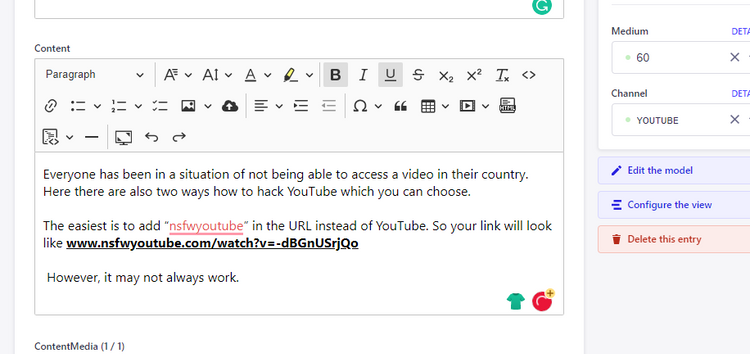 Content
Medium
DETA
60
Channel
DETA
YOUTUBE
Paragraph
B I U S X₂ X² Tx <>
HTML
Edit the model
Configure the view
Delete this entry
Everyone has been in a situation of not being able to access a video in their country.
Here there are also two ways how to hack YouTube which you can choose.
The easiest is to add “nsfwyoutube” in the URL instead of YouTube. So your link will look
like www.nsfwyoutube.com/watch?v=-dBGnUSrjQo
However, it may not always work.
ContentMedia (1 / 1)